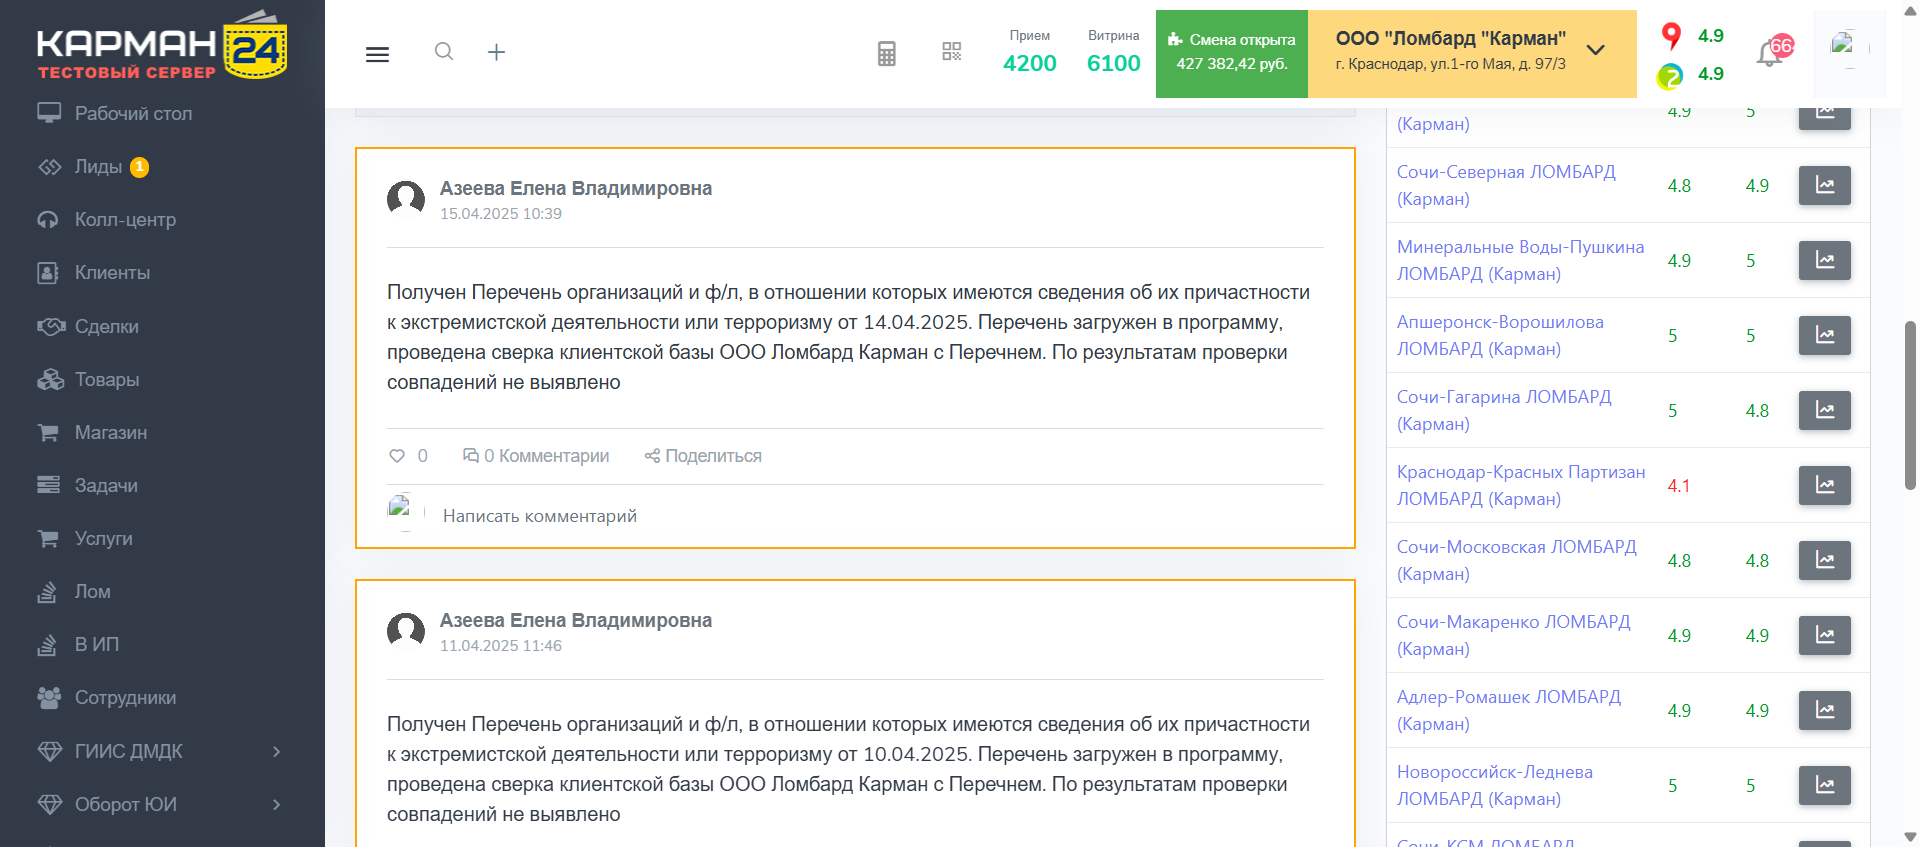 КАРМАН 24
ТЕСТОВЫЙ СЕРВЕР
Рабочий стол
Лиды 1
Колл-центр
Клиенты
Сделки
Товары
Магазин
Задачи
Услуги
Лом
В ИП
Сотрудники
ГИИС ДМДК
Оборот ЮИ
Прием
4200
Витрина
6100
Смена открыта
427 382,42 руб.
ООО "Ломбард "Карман"
г. Краснодар, ул.1-го Мая, д. 97/3
4.9
4.9
Азеева Елена Владимировна
15.04.2025 10:39
Получен Перечень организаций и ф/л, в отношении которых имеются сведения об их причастности
к экстремистской деятельности или терроризму от 14.04.2025. Перечень загружен в программу,
проведена сверка клиентской базы ООО Ломбард Карман с Перечнем. По результатам проверки
совпадений не выявлено
0 0 Комментарии Поделиться
Написать комментарий
Азеева Елена Владимировна
11.04.2025 11:46
Получен Перечень организаций и ф/л, в отношении которых имеются сведения об их причастности
к экстремистской деятельности или терроризму от 10.04.2025. Перечень загружен в программу,
проведена сверка клиентской базы ООО Ломбард Карман с Перечнем. По результатам проверки
совпадений не выявлено
(Карман) 4.9 5
Сочи-Северная ЛОМБАРД
(Карман) 4.8 4.9
Минеральные Воды-Пушкина
ЛОМБАРД (Карман) 4.9 5
Апшеронск-Ворошилова
ЛОМБАРД (Карман) 5 5
Сочи-Гагарина ЛОМБАРД
(Карман) 5 4.8
Краснодар-Красных Партизан
ЛОМБАРД (Карман) 4.1
Сочи-Московская ЛОМБАРД
(Карман) 4.8 4.8
Сочи-Макаренко ЛОМБАРД
(Карман) 4.9 4.9
Адлер-Ромашек ЛОМБАРД
(Карман) 4.9 4.9
Новороссийск-Леднева
ЛОМБАРД (Карман) 5 5
Сочи-КСМ ЛОМБАРД